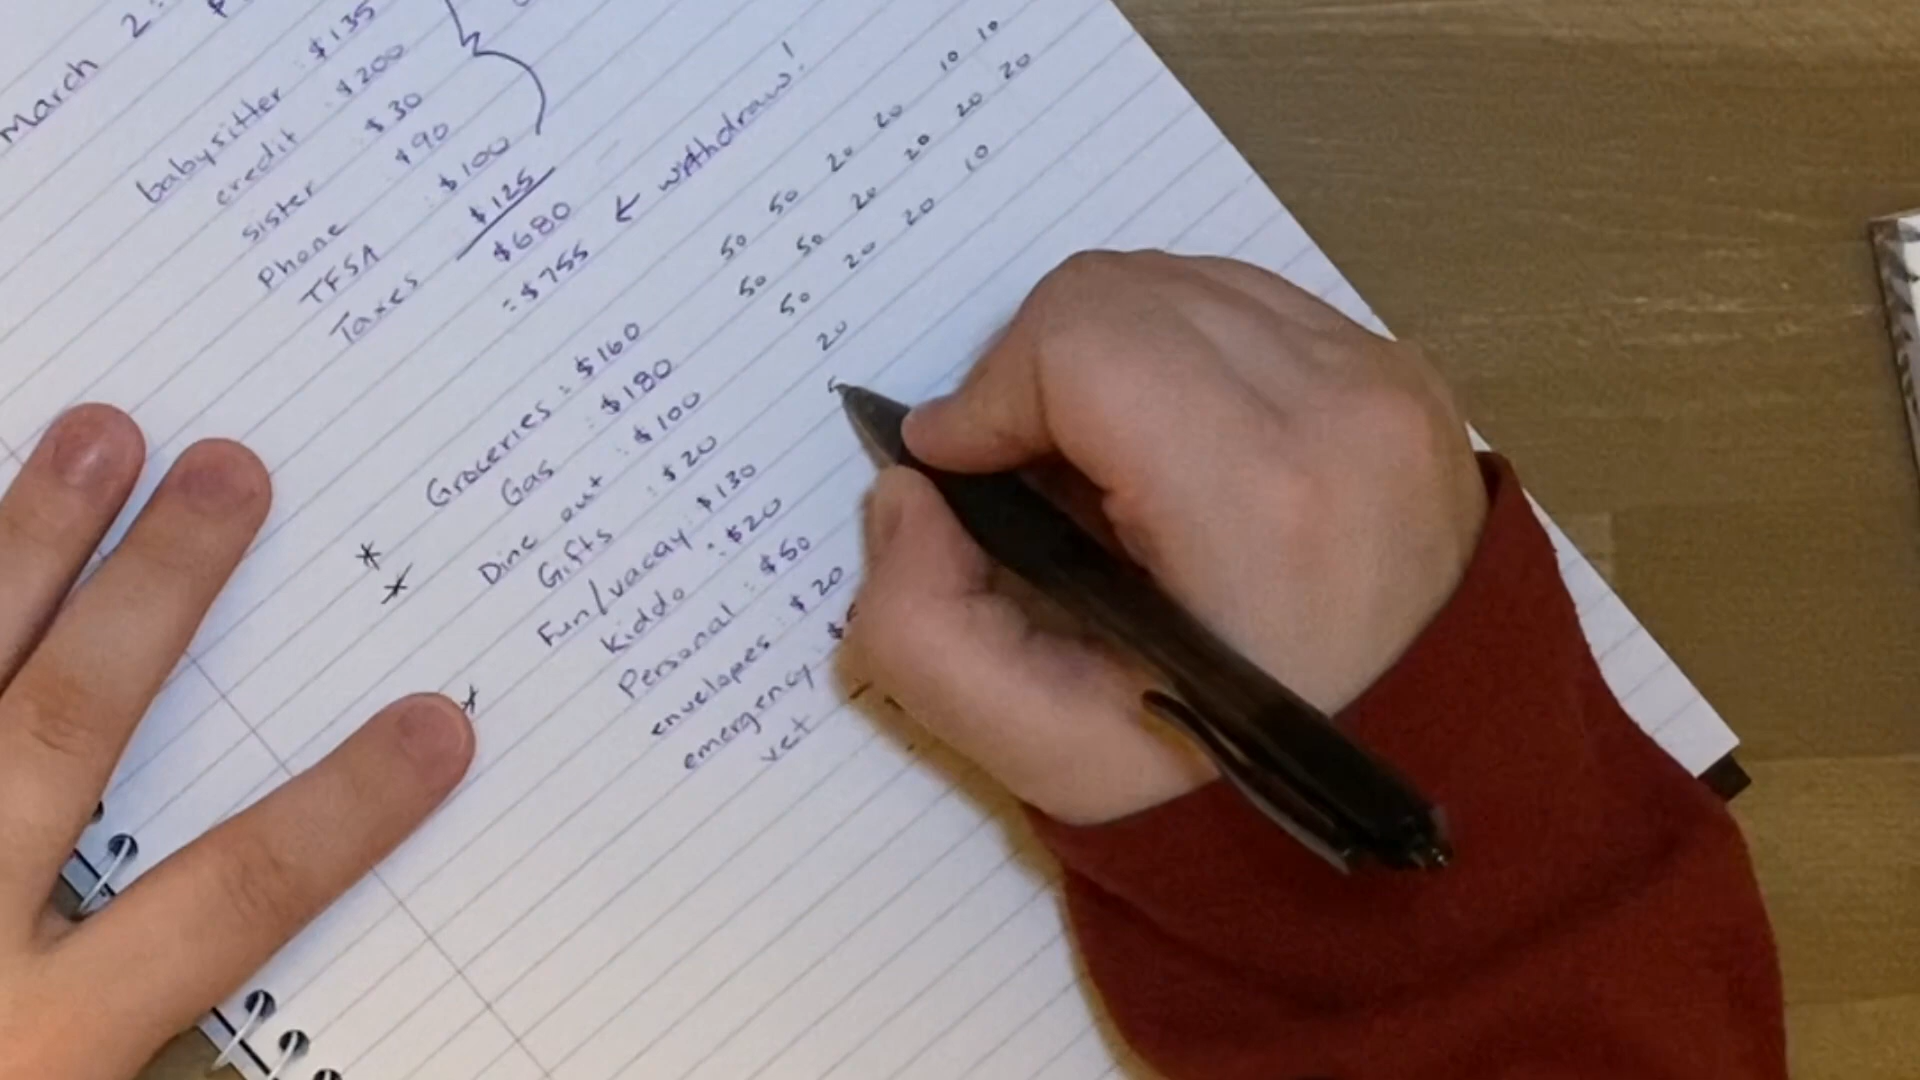 March 2
babysitter : $135
credit : $200
sister $30
Phone $90
TFSA : $100
Taxes $125
$680
= $755 ← withdraw!
Groceries : $160 50 50 20 20 10 10
* Gas : $180 50 50 20 20 20 20
* Dine out : $100 50 20 20 10
Gifts : $20 20
Fun/vacay : $130
Kiddo : $20
* Personal : $50
envelopes : $20
emergency
vet